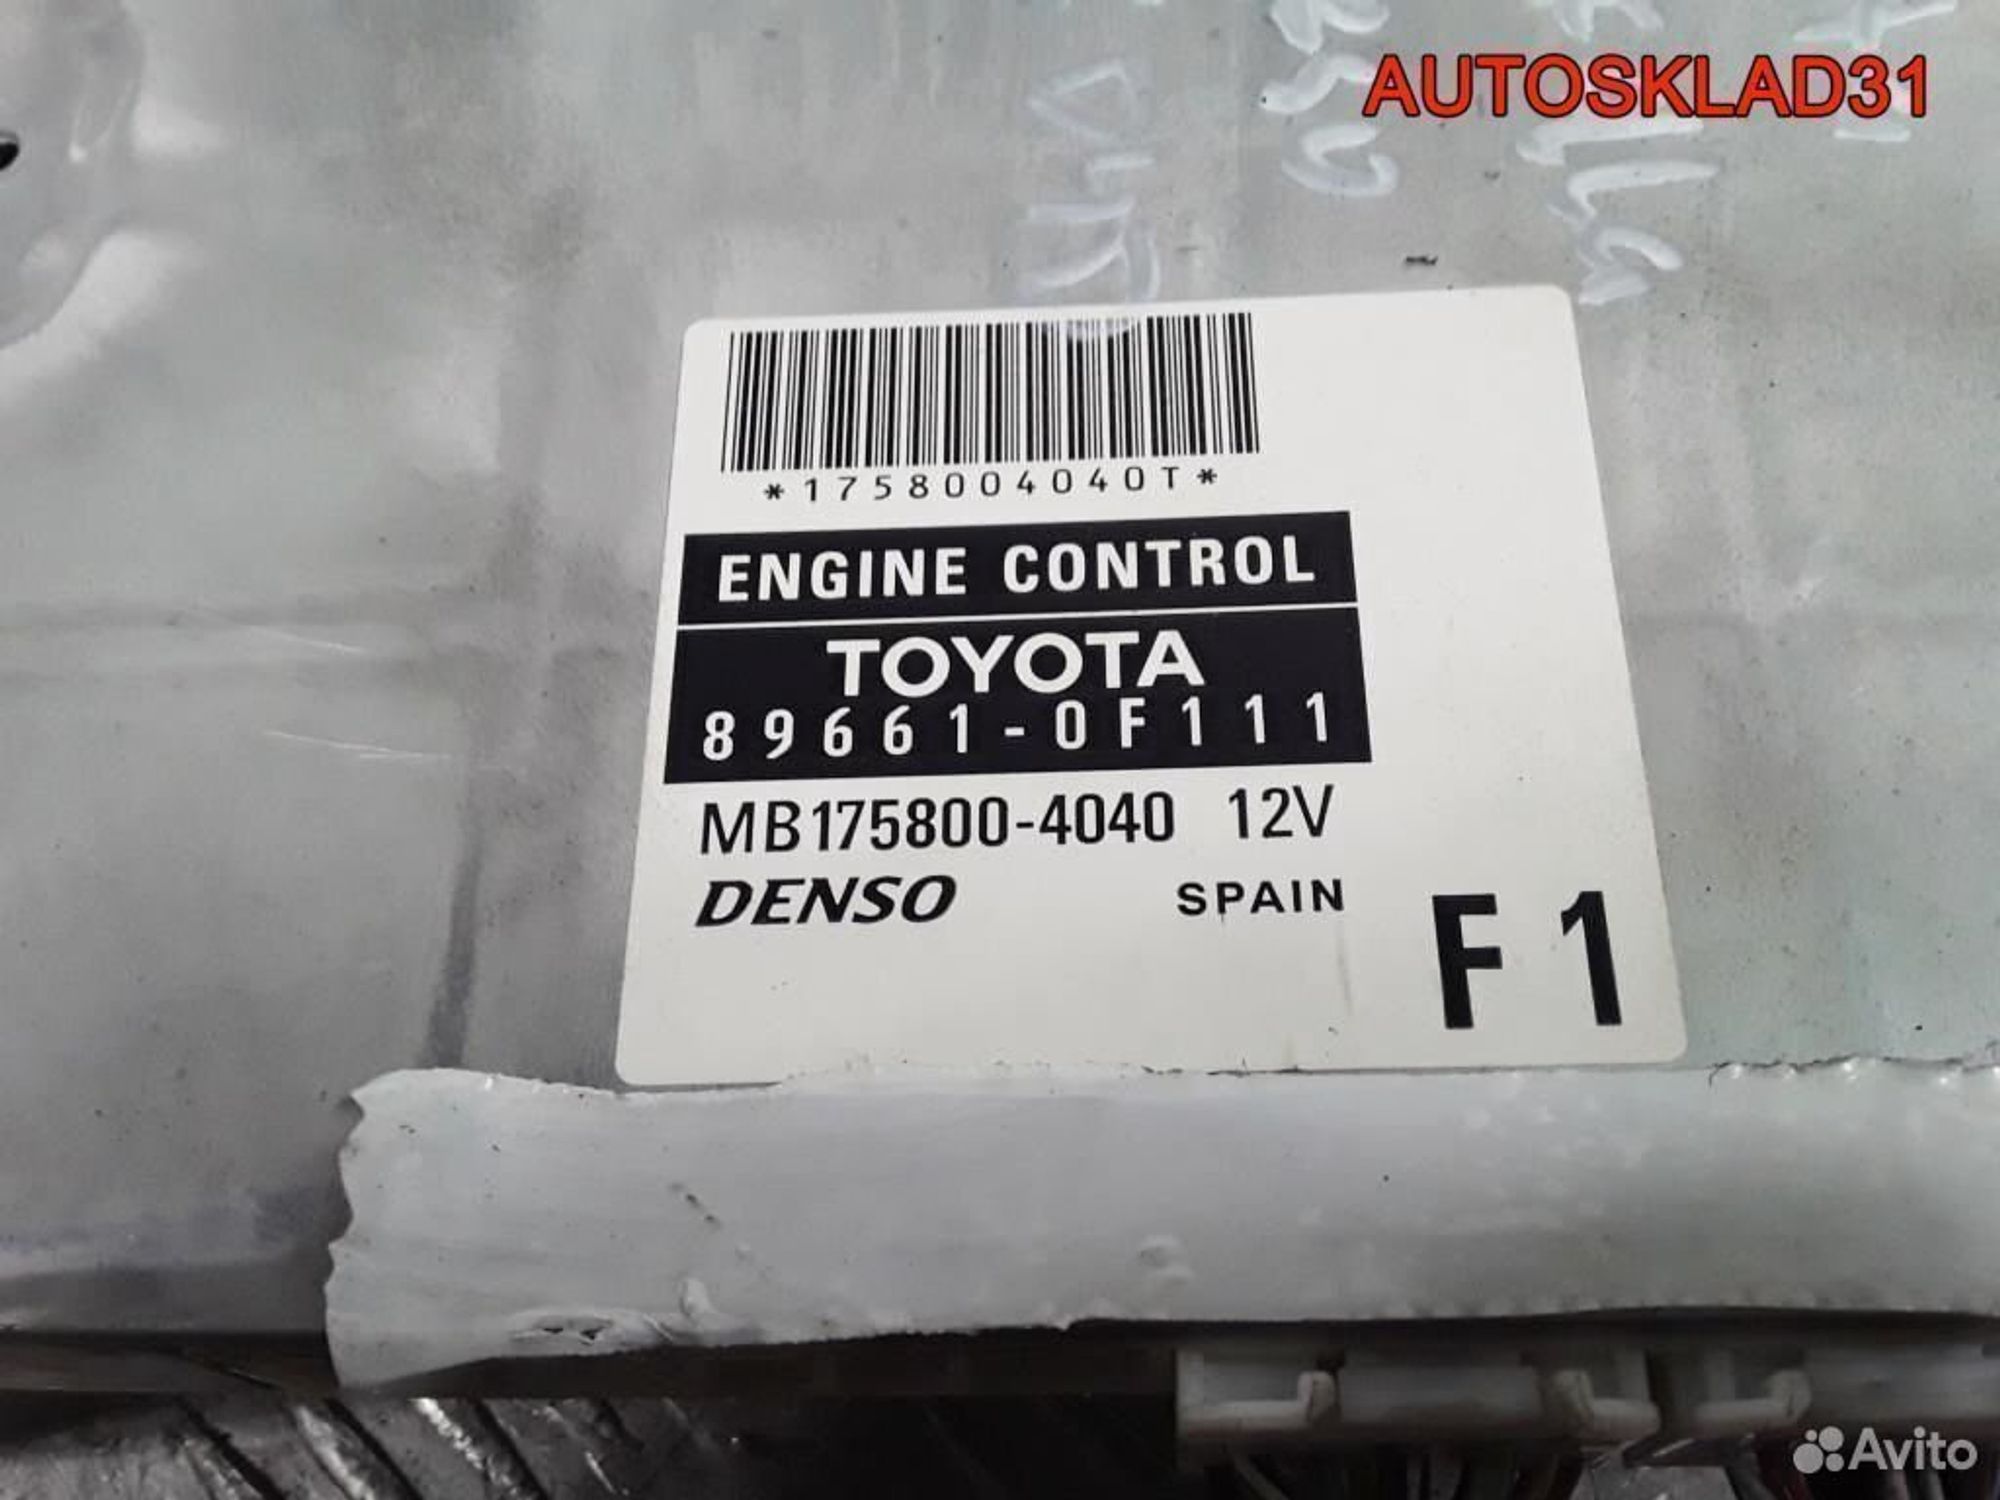 AUTOSKLAD31
*1758004040T*
ENGINE CONTROL
TOYOTA
89661-0F111
MB175800-4040 12V
DENSO SPAIN
F1
Avito